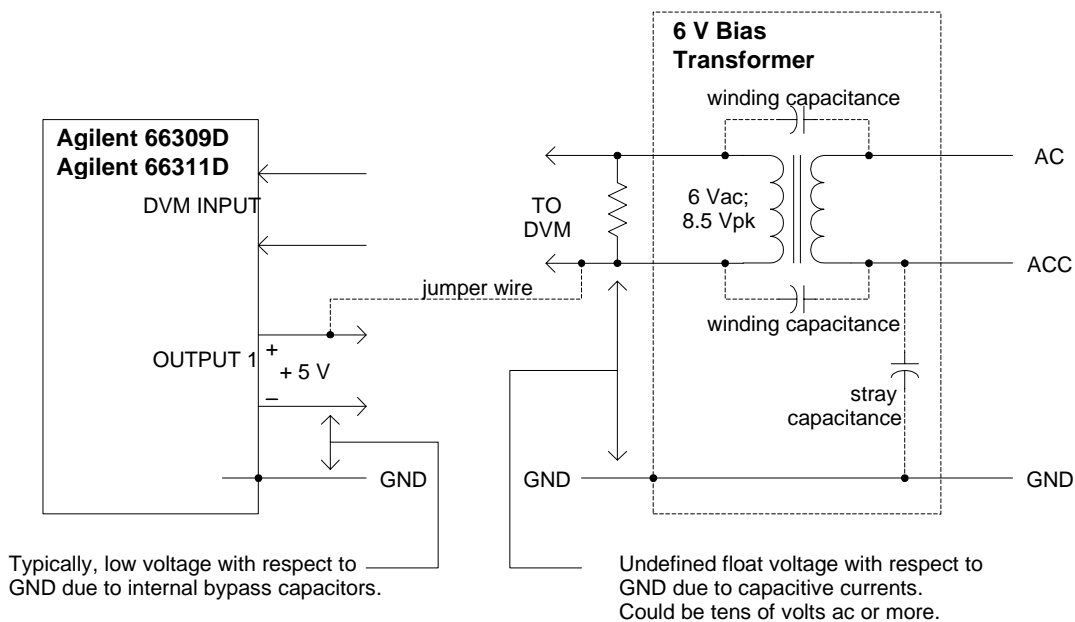 6 V Bias
Transformer
winding capacitance
Agilent 66309D
Agilent 66311D
DVM INPUT
TO
DVM
6 Vac;
8.5 Vpk
AC
ACC
jumper wire
winding capacitance
OUTPUT 1
+
+ 5 V
–
stray
capacitance
GND
GND
GND
Typically, low voltage with respect to
GND due to internal bypass capacitors.
Undefined float voltage with respect to
GND due to capacitive currents.
Could be tens of volts ac or more.